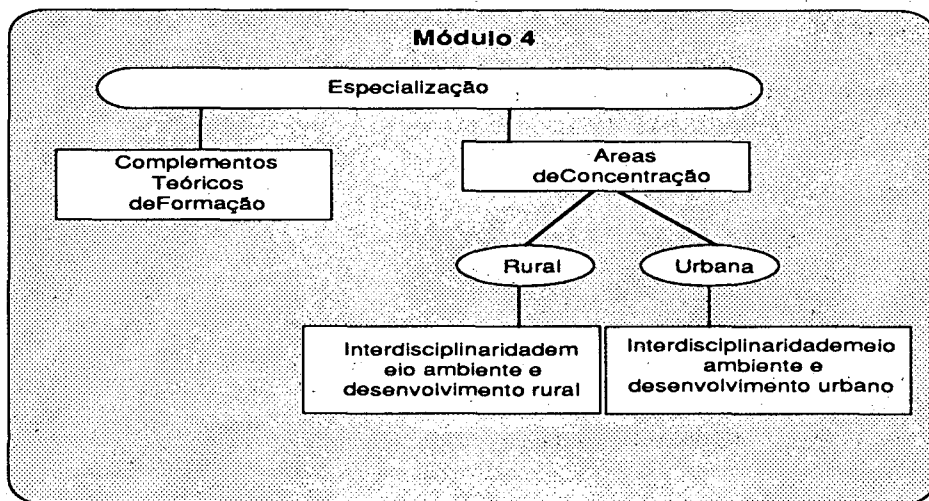 Módulo 4
Especialização
Complementos
Teóricos
deFormação
Areas
deConcentração
Rural
Urbana
Interdisciplinaridadem
eio ambiente e
desenvolvimento rural
Interdisciplinaridademeio
ambiente e
desenvolvimento urbano